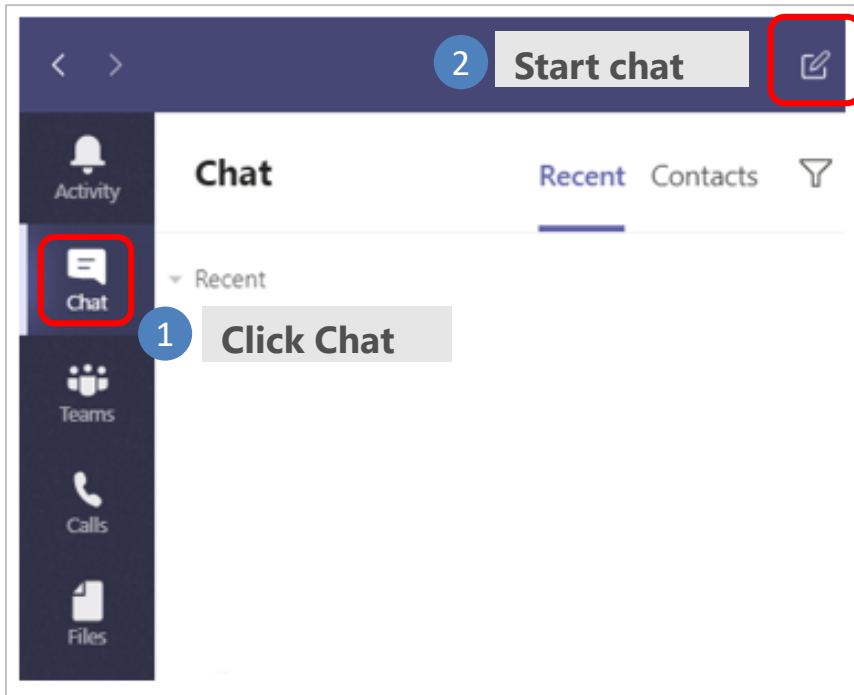 2 Start chat
Activity
Chat Recent Contacts
Chat
Recent
1 Click Chat
Teams
Calls
Files